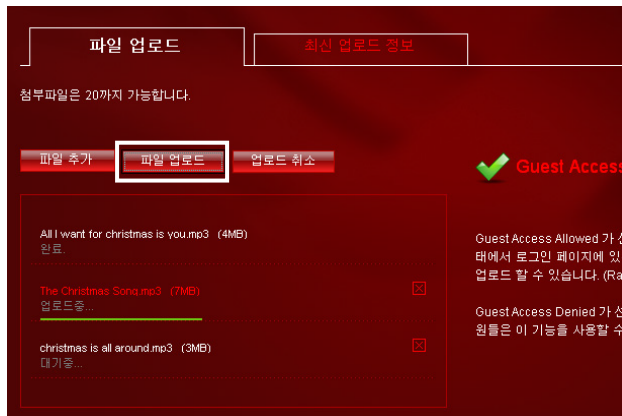 파일 업로드
최신 업로드 정보
첨부파일은 20까지 가능합니다.
파일 추가
파일 업로드
업로드 취소
Guest Access
All I want for christmas is you.mp3 (4MB)
완료.
The Christmas Song.mp3 (7MB)
업로드중...
christmas is all around.mp3 (3MB)
대기중...
Guest Access Allowed 가
태에서 로그인 페이지에 있
업로드 할 수 있습니다. (Ra
Guest Access Denied 가
원들은 이 기능을 사용할 수